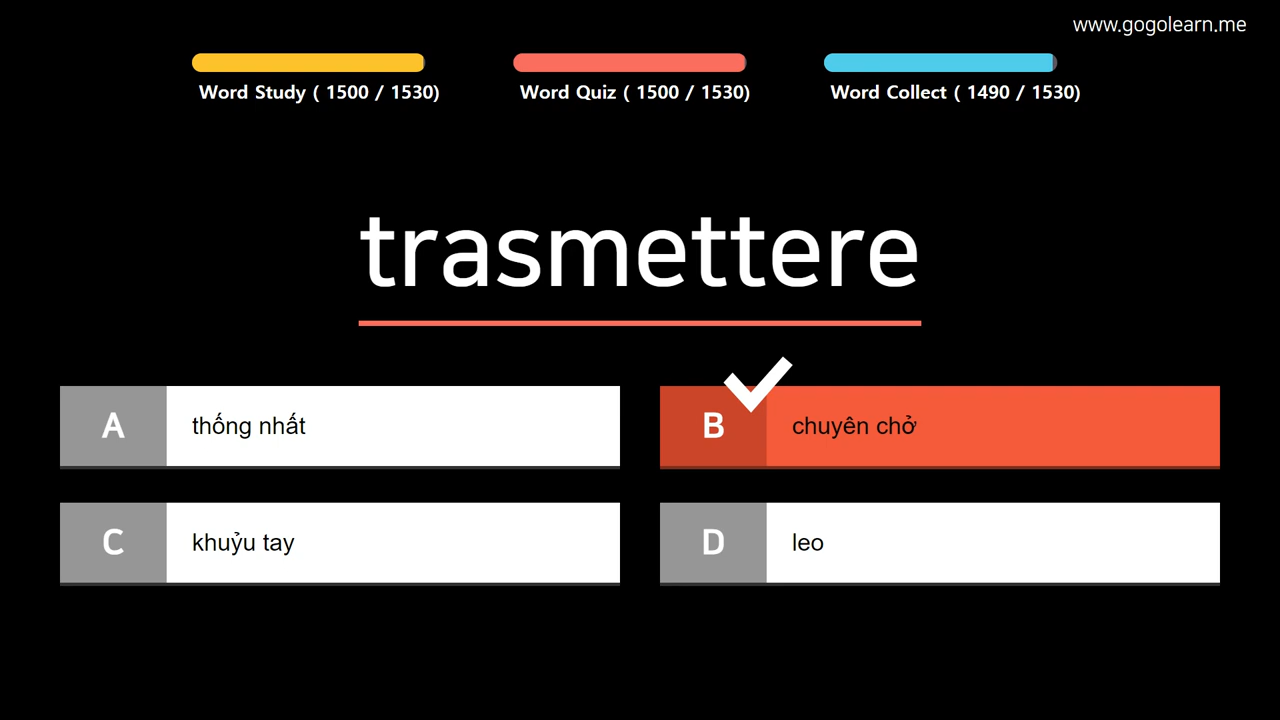 www.gogolearn.me
Word Study ( 1500 / 1530)
Word Quiz ( 1500 / 1530)
Word Collect ( 1490 / 1530)
trasmettere
A thống nhất
B chuyên chở
C khuỷu tay
D leo